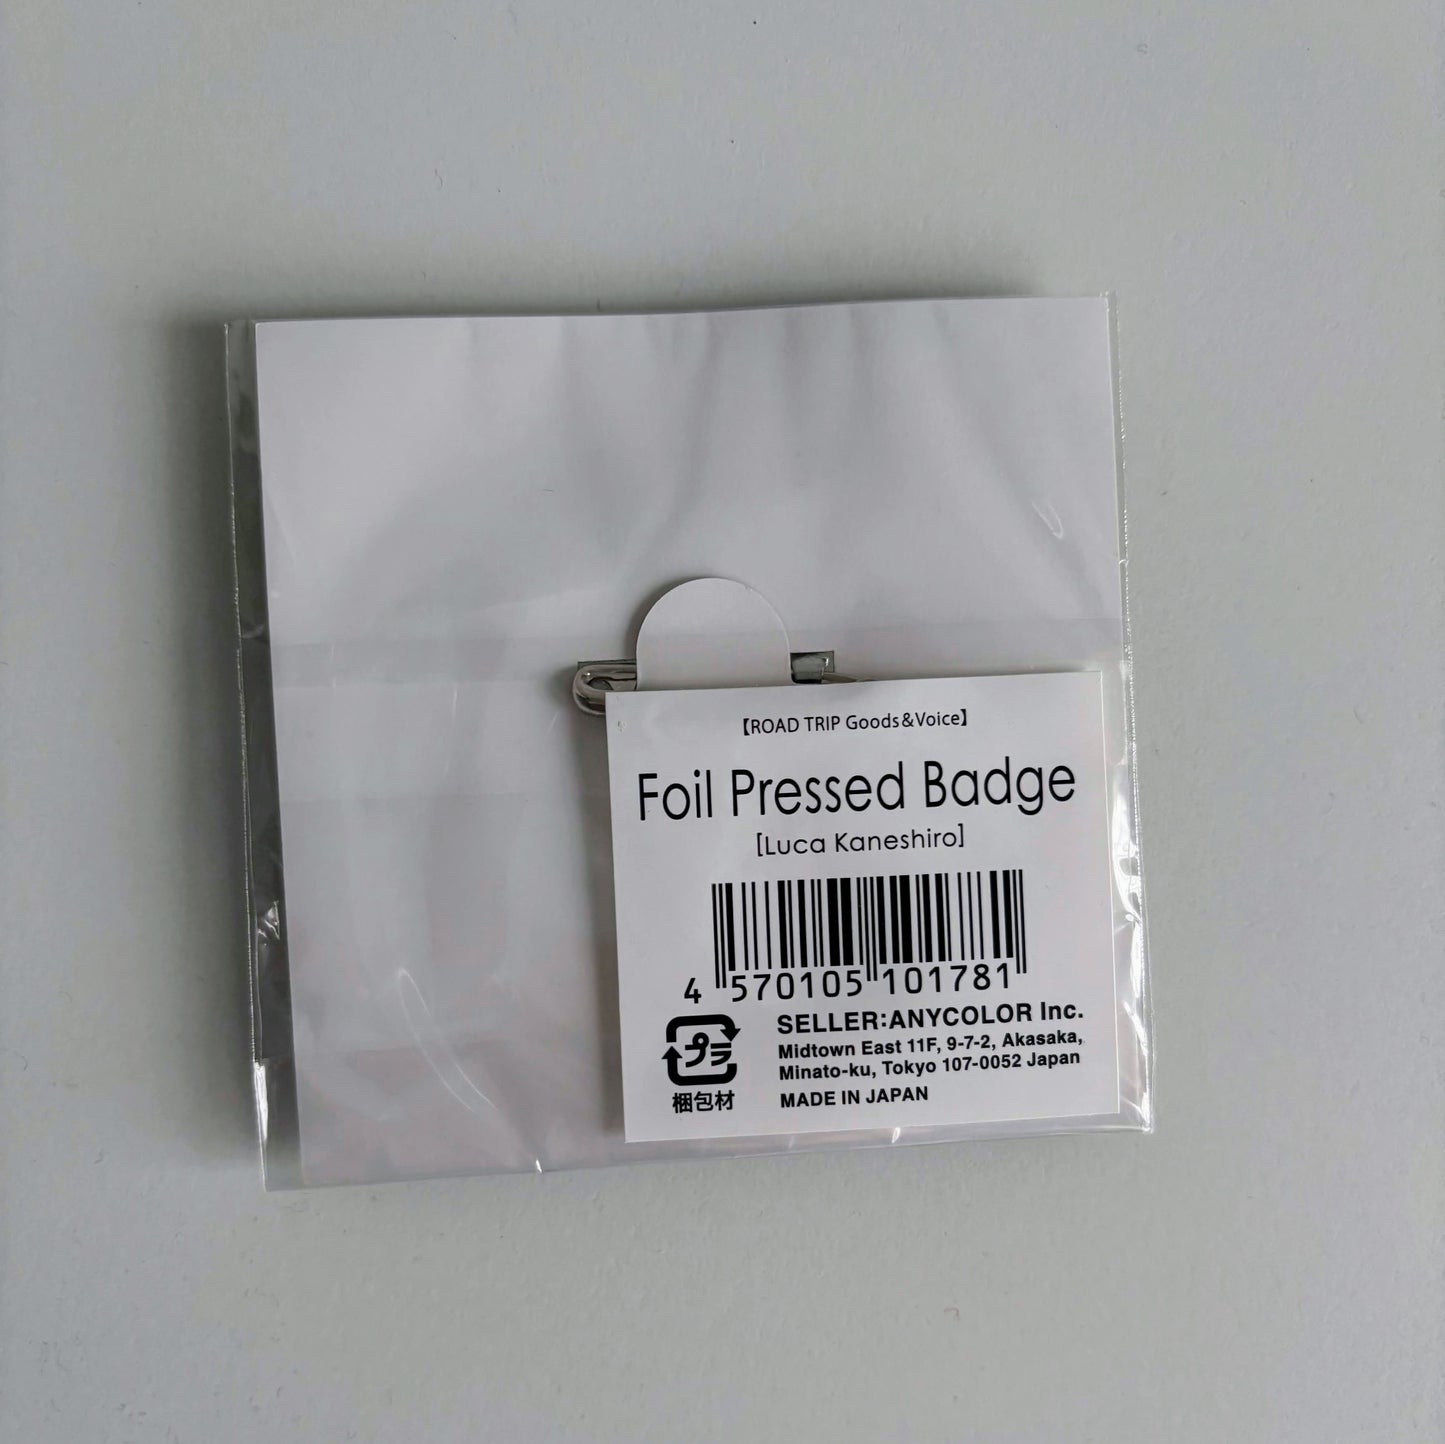 【ROAD TRIP Goods&Voice】
Foil Pressed Badge
[Luca Kaneshiro]
4 570105 101781
プラ
梱包材
SELLER:ANYCOLOR Inc.
Midtown East 11F, 9-7-2, Akasaka,
Minato-ku, Tokyo 107-0052 Japan
MADE IN JAPAN